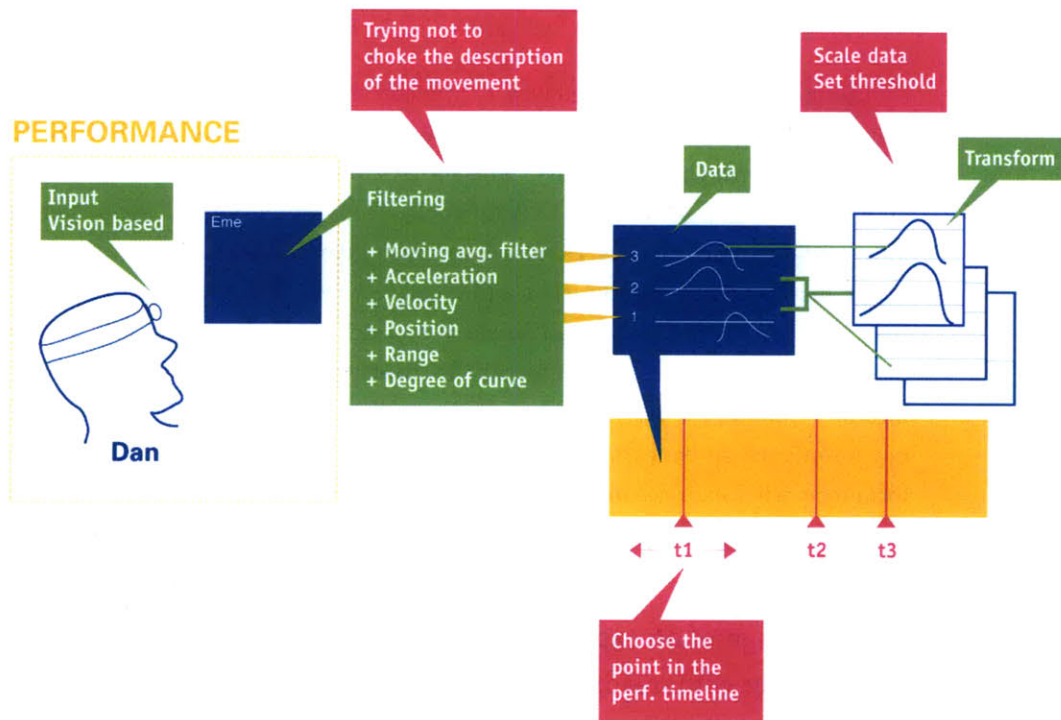 Trying not to
choke the description
of the movement
Scale data
Set threshold
PERFORMANCE
Input
Vision based
Eme
Filtering
+ Moving avg. filter
+ Acceleration
+ Velocity
+ Position
+ Range
+ Degree of curve
Data
3
2
1
Transform
Dan
t1
t2
t3
Choose the
point in the
perf. timeline